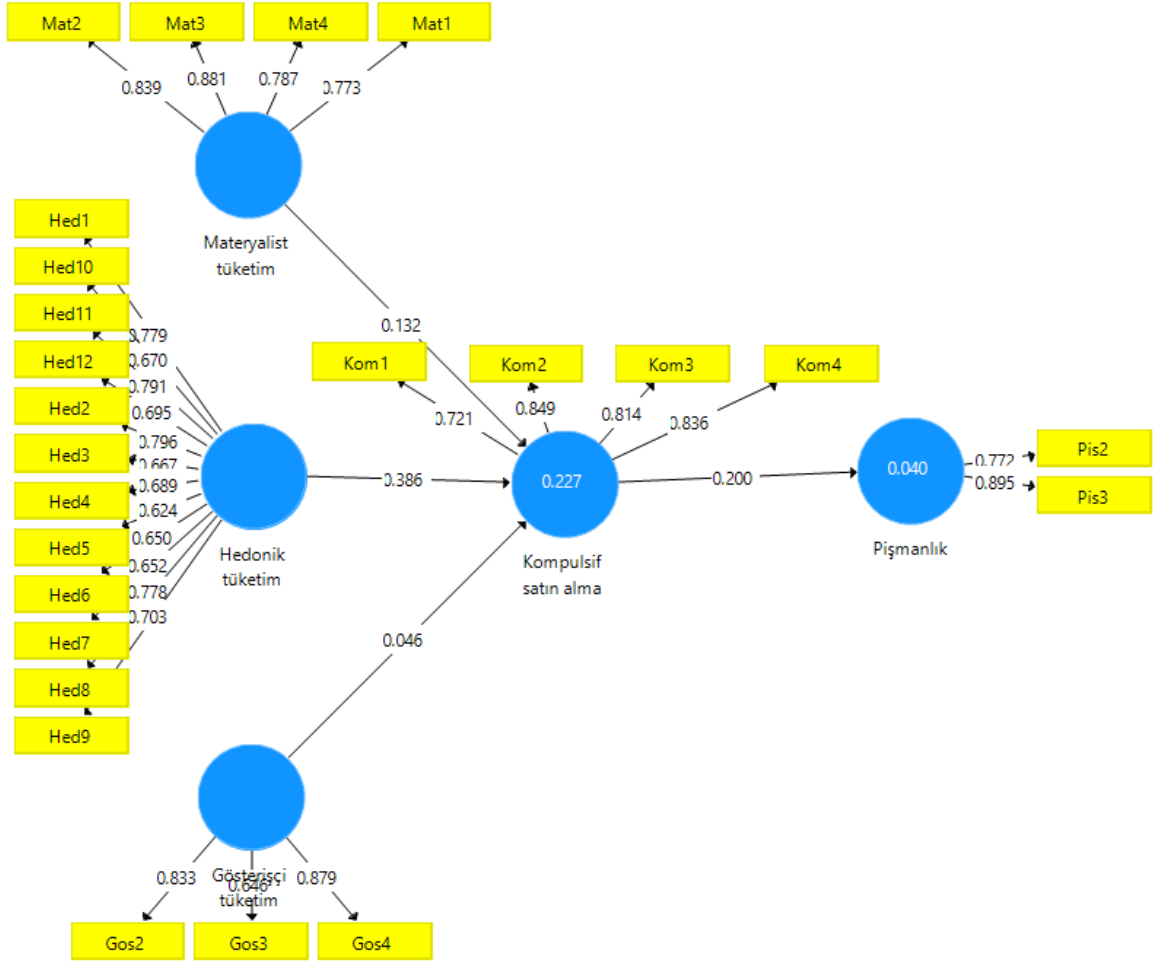 Mat2
Mat3
Mat4
Mat1
0.839
0.881
0.787
0.773
Materyalist
tüketim
Hed1
Hed10
Hed11
Hed12
Hed2
Hed3
Hed4
Hed5
Hed6
Hed7
Hed8
Hed9
0.779
0.670
0.791
0.695
0.796
0.667
0.689
0.624
0.650
0.652
0.778
0.703
Hedonik
tüketim
0.132
0.386
0.046
Kom1
Kom2
Kom3
Kom4
0.721
0.849
0.814
0.836
0.227
Kompulsif
satın alma
0.200
0.040
Pişmanlık
0.772
0.895
Pis2
Pis3
0.833
0.646
0.879
Gösterişçi
tüketim
Gos2
Gos3
Gos4